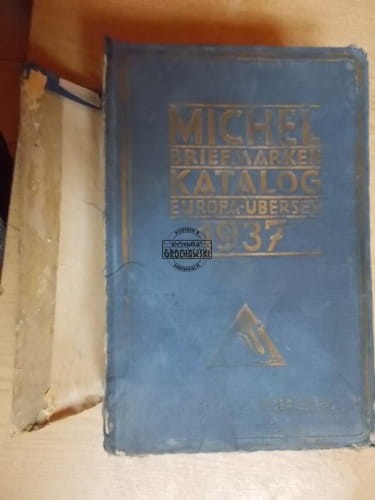 MICHEL
BRIEFMARKEN
KATALOG
EUROPA-ÜBERSEE
1937
GROCHOWSKI